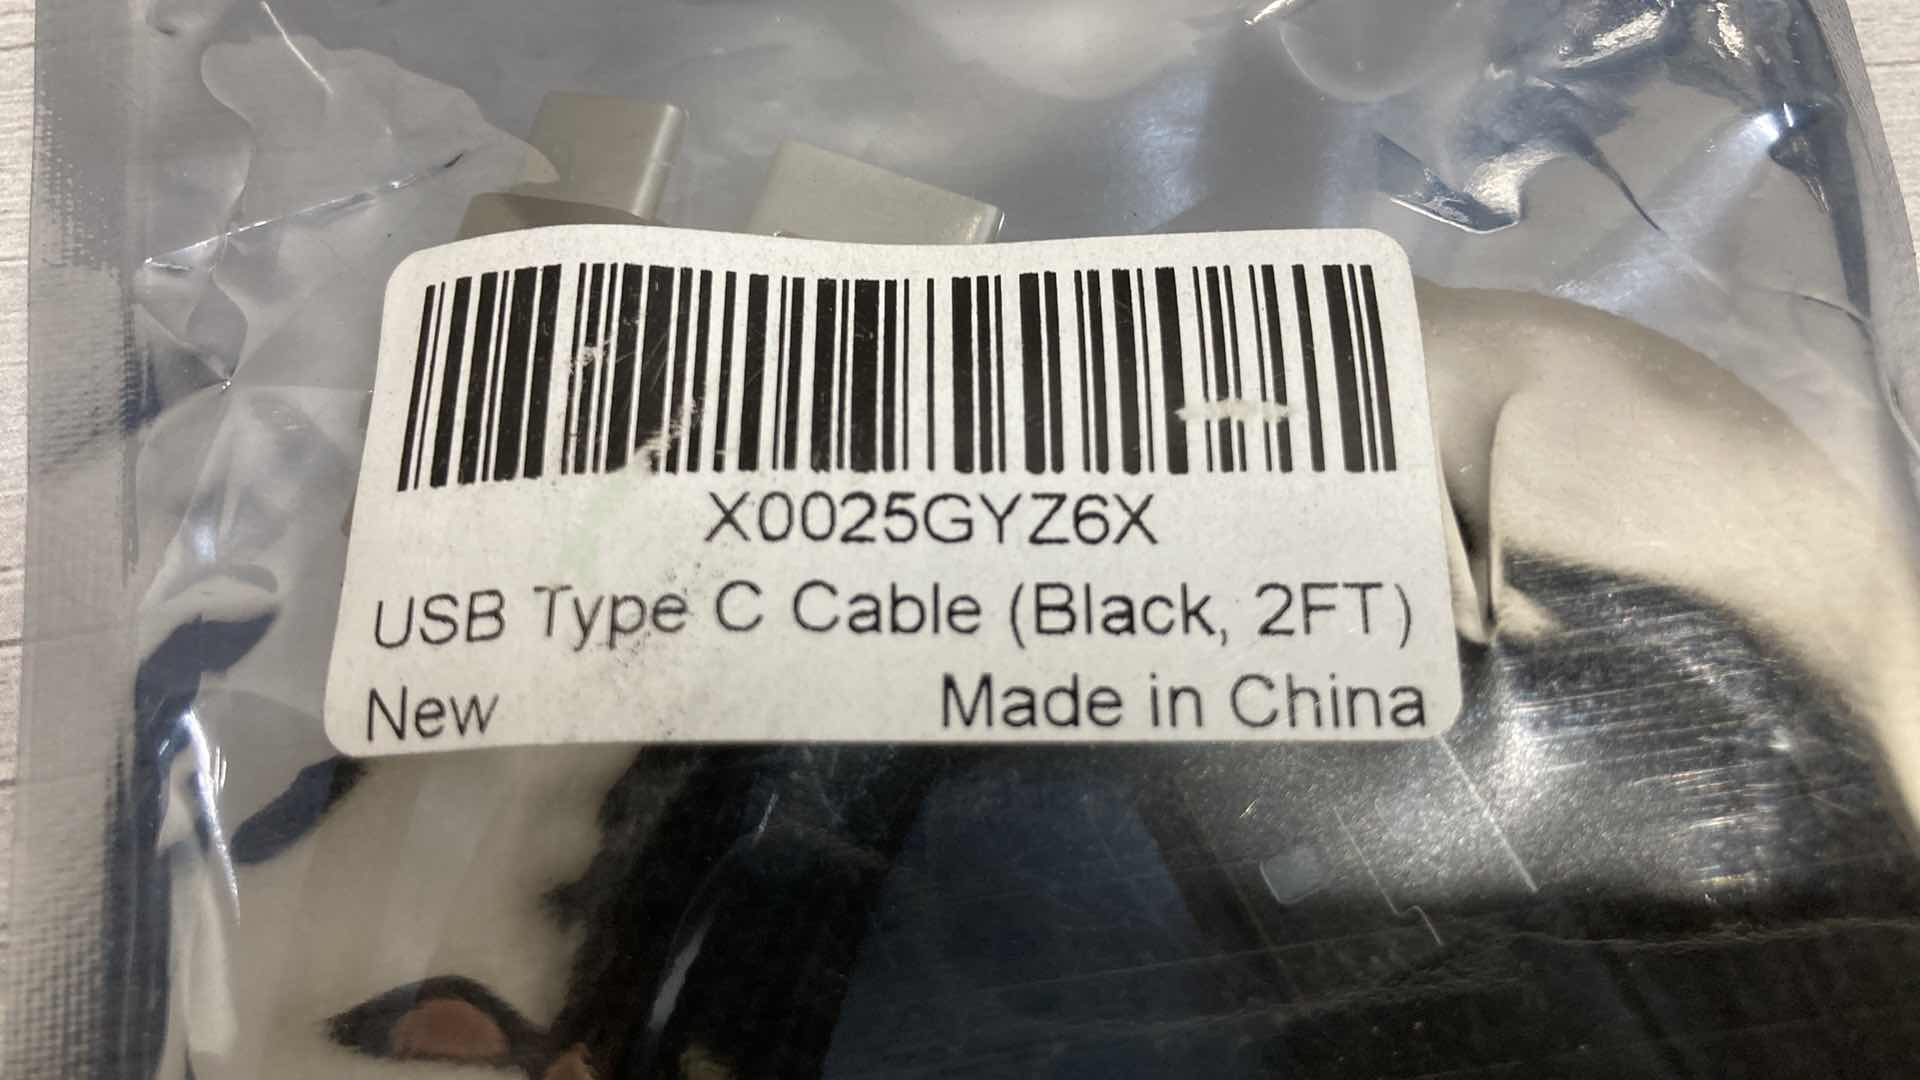 X0025GYZ6X
USB Type C Cable (Black, 2FT)
New Made in China